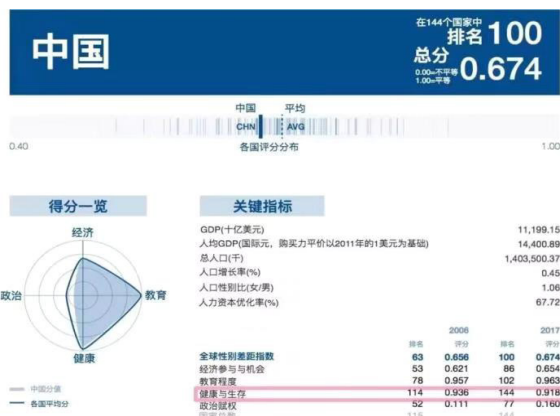 中国
在144个国家中
排名 100
总分
0.00=不平等
1.00=平等
0.674
中国 平均
CHN AVG
0.40 各国评分分布 1.00
得分一览
经济
政治 教育
健康
中国分值
各国平均分
关键指标
GDP(十亿美元) 11,199.15
人均GDP(国际元，购买力平价以2011年的1美元为基础) 14,400.89
总人口(千) 1,403,500.37
人口增长率(%) 0.45
人口性别比(女/男) 1.06
人力资本优化率(%) 67.72
2006 2017
排名 评分 排名 评分
全球性别差距指数 63 0.656 100 0.674
经济参与与机会 53 0.621 86 0.654
教育程度 78 0.957 102 0.963
健康与生存 114 0.936 144 0.918
政治赋权 52 0.111 77 0.160